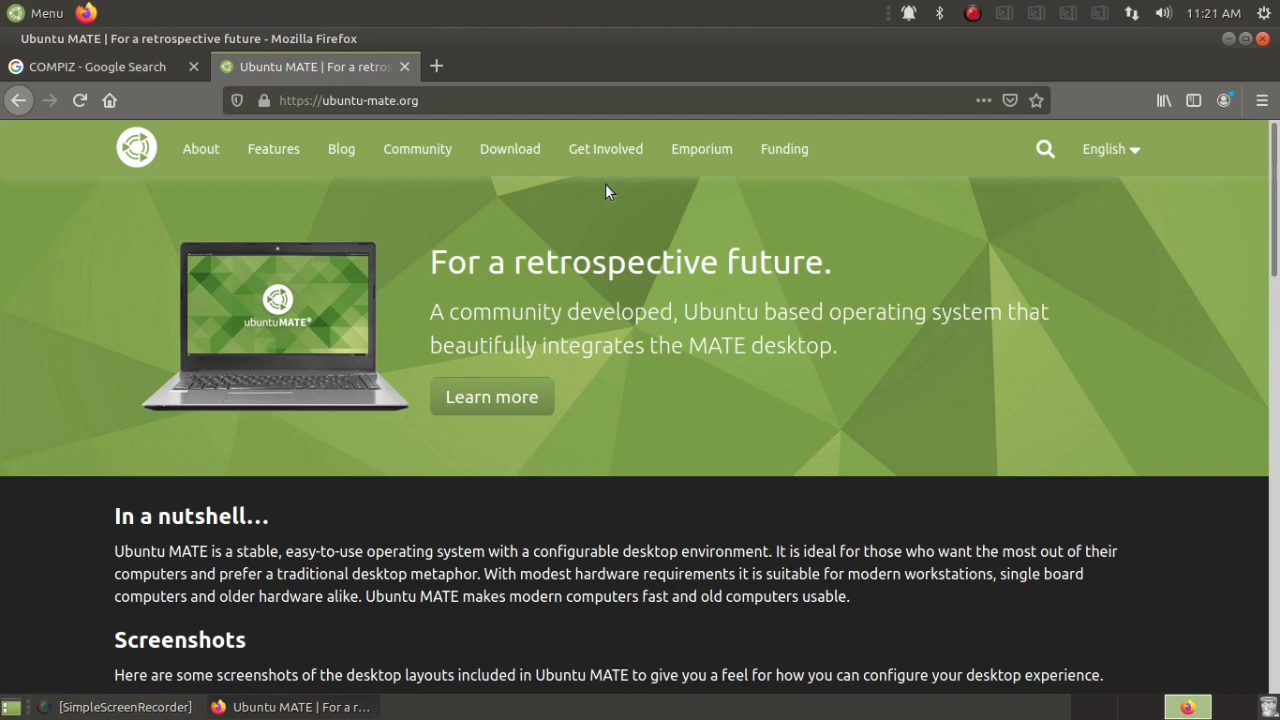 Menu
11:21 AM
Ubuntu MATE | For a retrospective future - Mozilla Firefox
COMPIZ - Google Search
Ubuntu MATE | For a retros
https://ubuntu-mate.org
About
Features
Blog
Community
Download
Get Involved
Emporium
Funding
English
For a retrospective future.
A community developed, Ubuntu based operating system that
beautifully integrates the MATE desktop.
ubuntuMATE®
Learn more
In a nutshell…
Ubuntu MATE is a stable, easy-to-use operating system with a configurable desktop environment. It is ideal for those who want the most out of their
computers and prefer a traditional desktop metaphor. With modest hardware requirements it is suitable for modern workstations, single board
computers and older hardware alike. Ubuntu MATE makes modern computers fast and old computers usable.
Screenshots
Here are some screenshots of the desktop layouts included in Ubuntu MATE to give you a feel for how you can configure your desktop experience.
[SimpleScreenRecorder]
Ubuntu MATE | For a r...